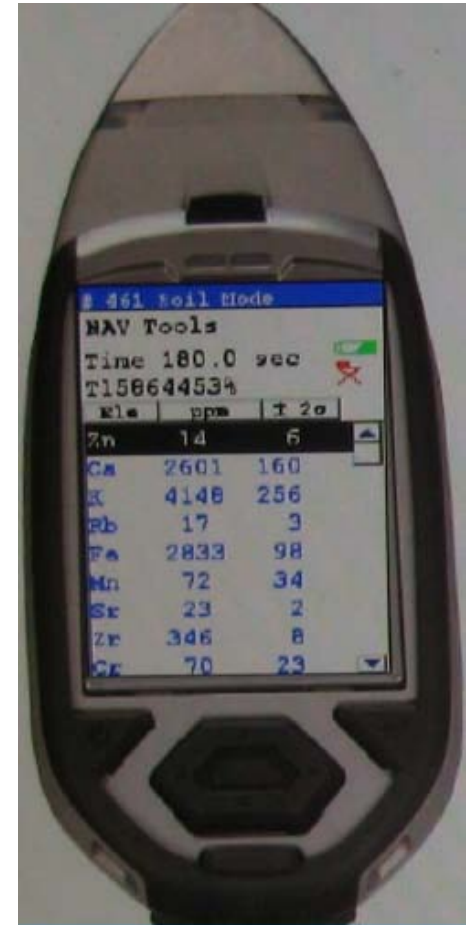 # 461 Soil Mode
NAV Tools
Time 180.0 sec
Ele ppm ± 2σ
Zn 14 6
Ca 2601 160
K 4148 256
Rb 17 3
Fe 2833 98
Mn 72 34
Sr 23 2
Zr 346 8
Cr 70 23